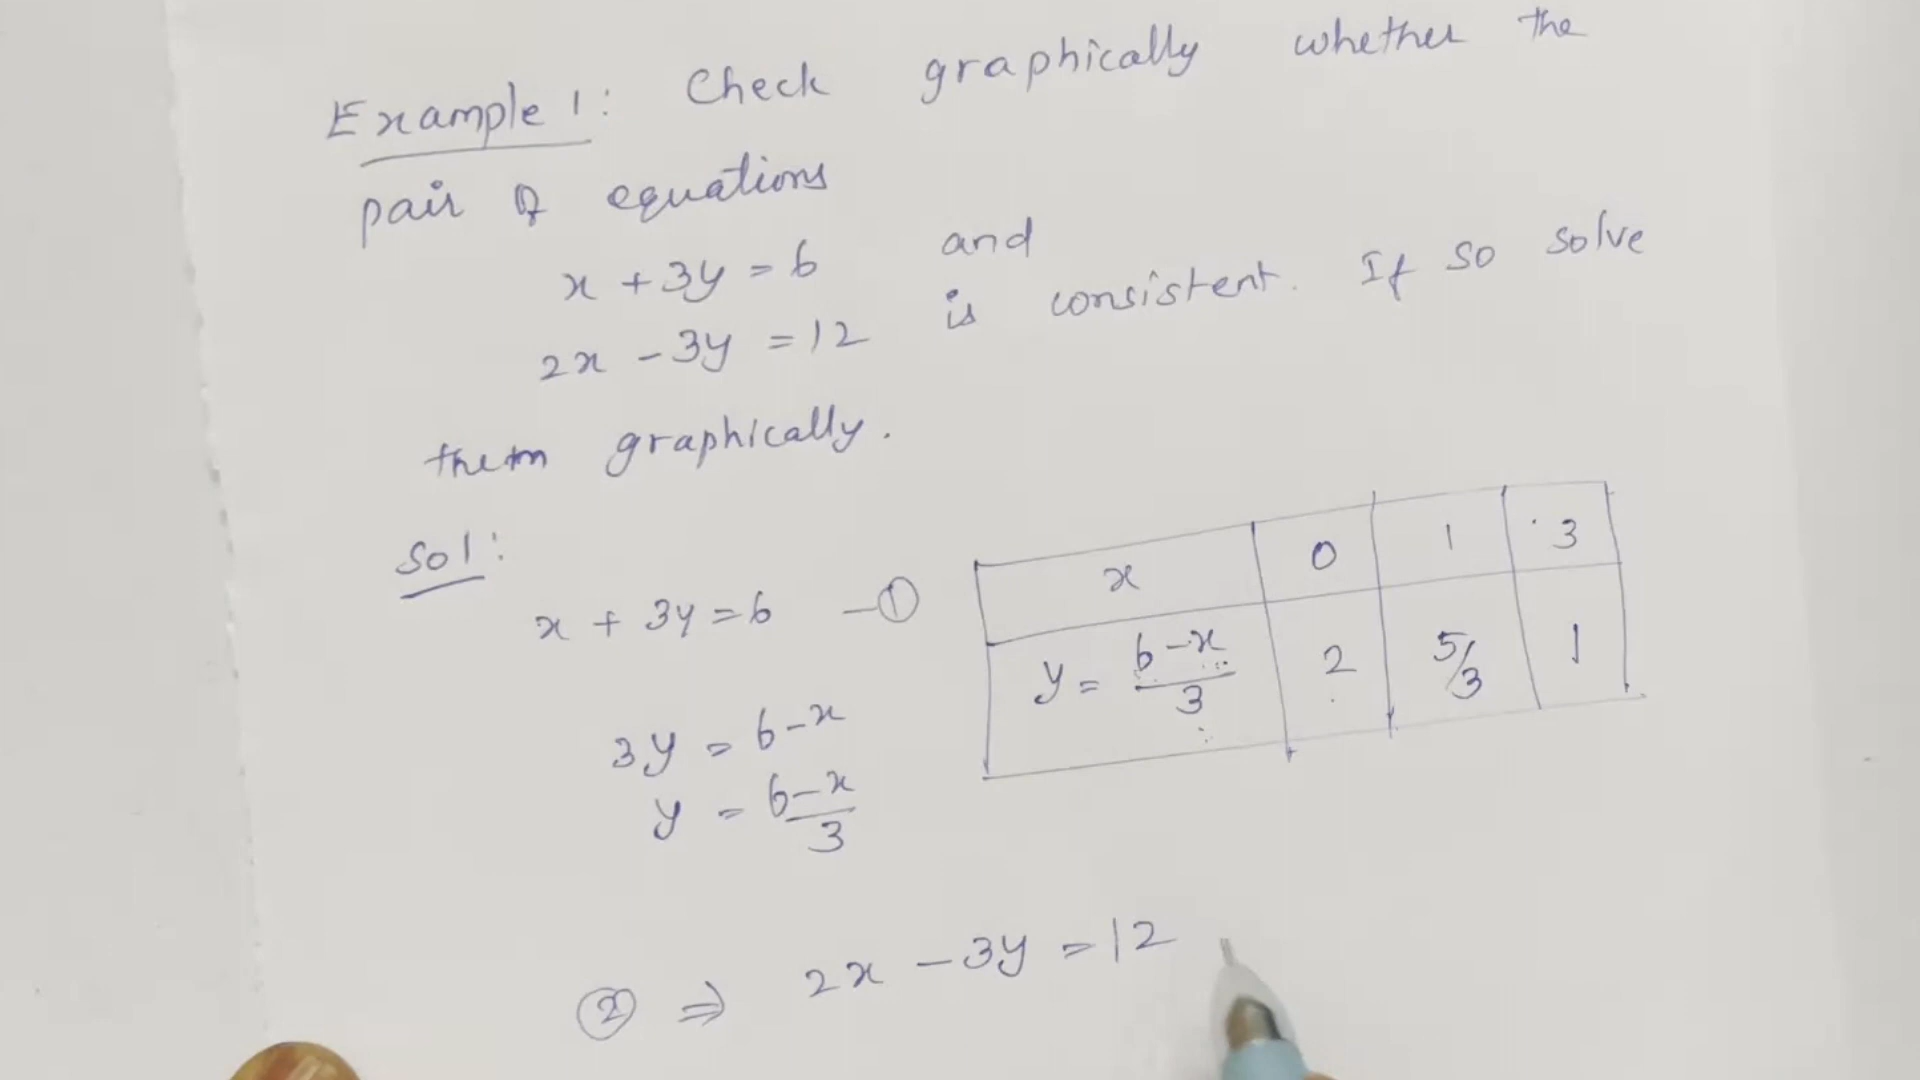 Example 1: Check graphically whether the
pair of equations
x + 3y = 6 and
2x - 3y = 12 is consistent. If so solve
them graphically.
Sol:
x + 3y = 6 —①
x 0 1 3
y = (6-x)/3 2 5/3 1
3y = 6-x
y = (6-x)/3
② ⇒ 2x - 3y = 12